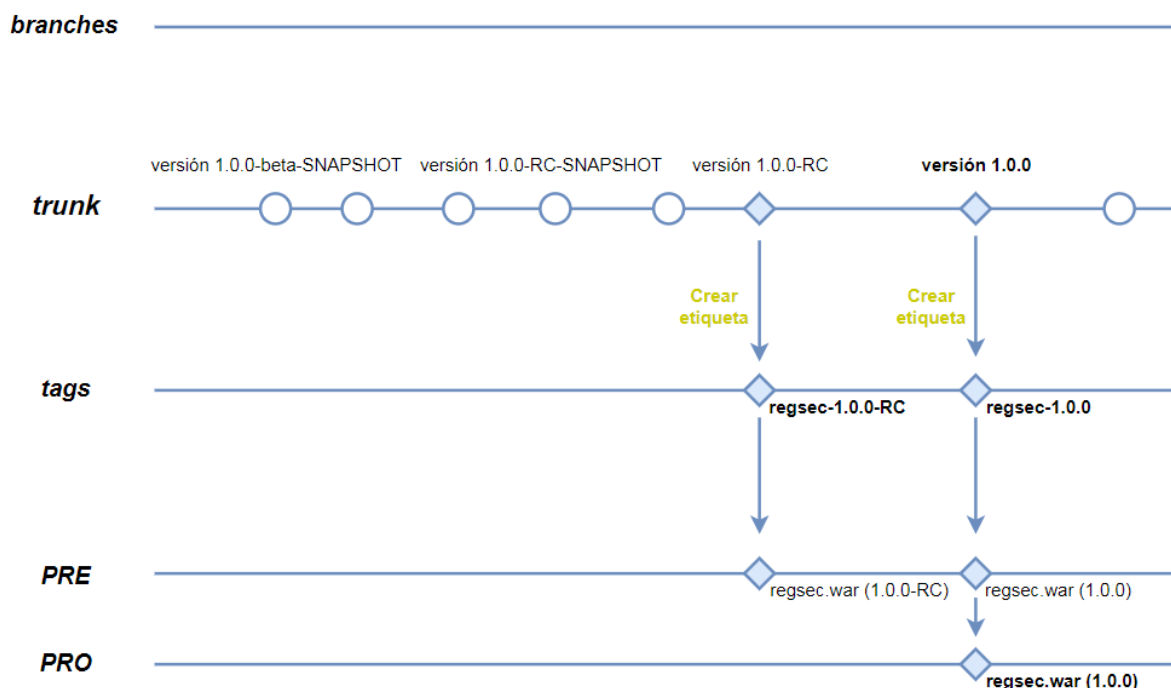 branches
versión 1.0.0-beta-SNAPSHOT
versión 1.0.0-RC-SNAPSHOT
versión 1.0.0-RC
versión 1.0.0
trunk
Crear
etiqueta
Crear
etiqueta
tags
regsec-1.0.0-RC
regsec-1.0.0
PRE
regsec.war (1.0.0-RC)
regsec.war (1.0.0)
PRO
regsec.war (1.0.0)